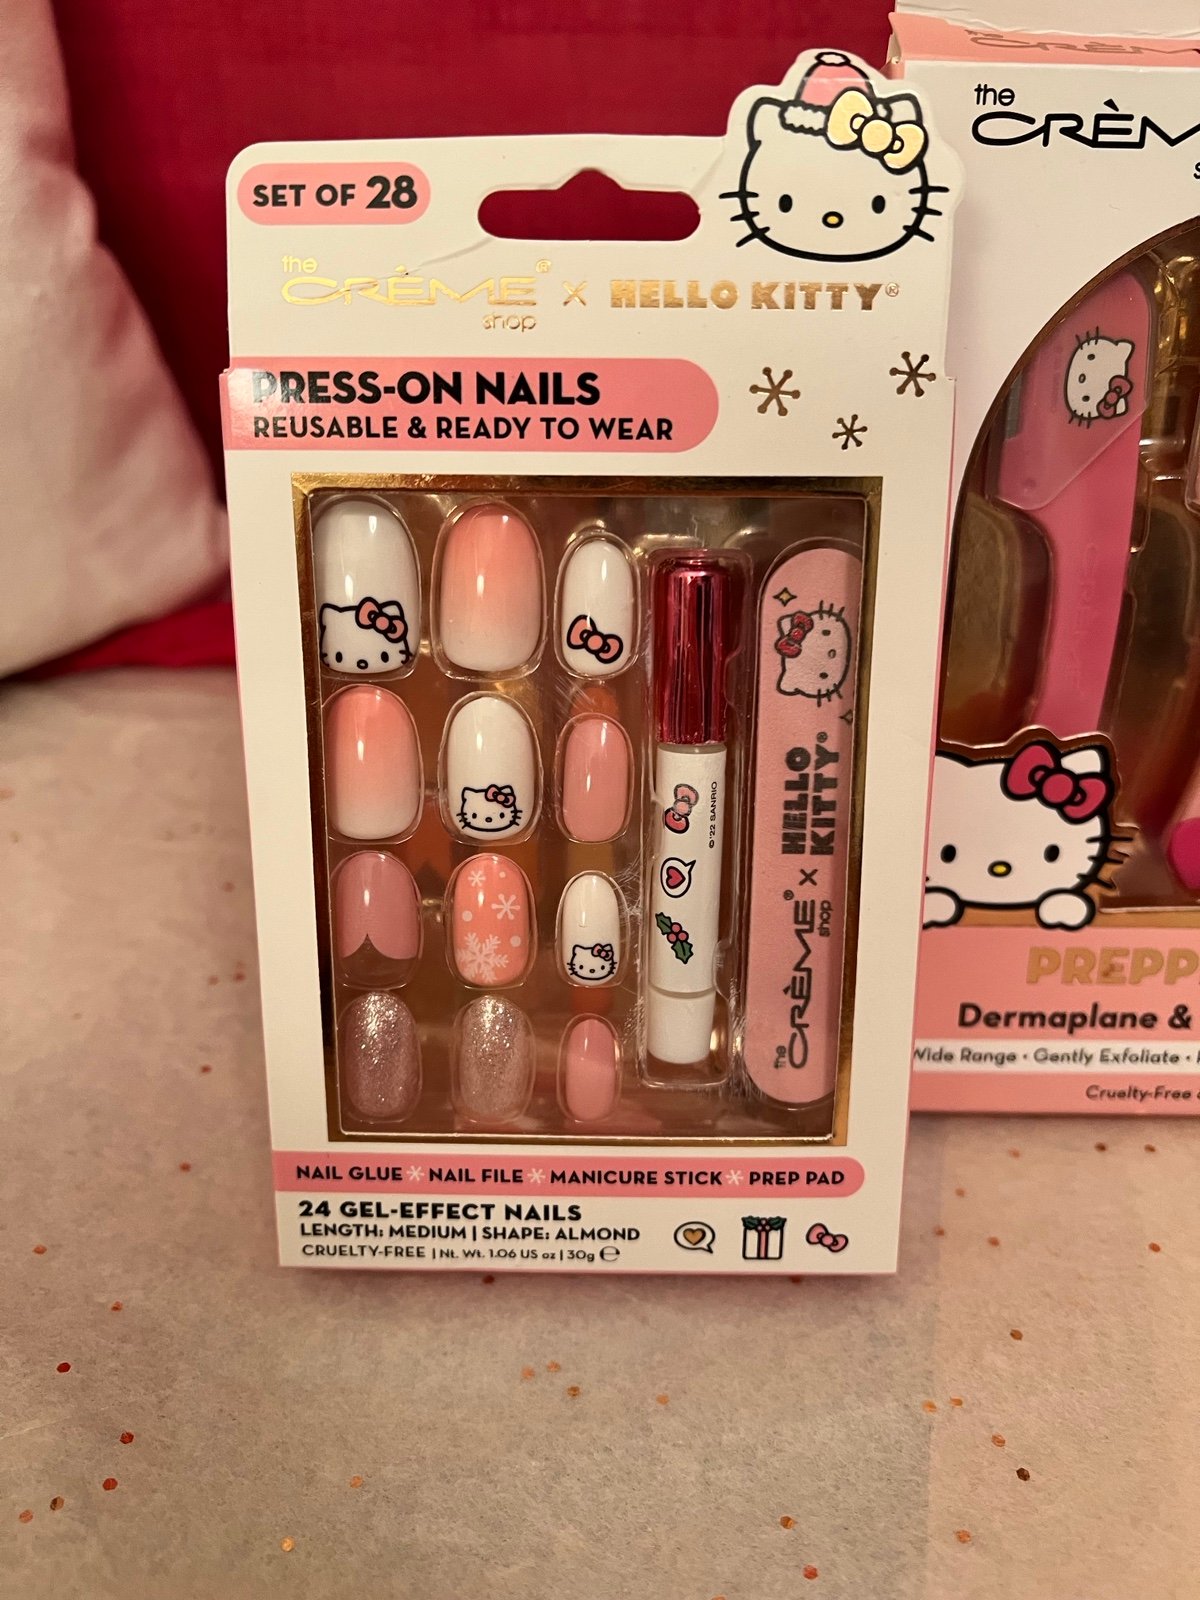 SET OF 28
the CRÈME® shop × HELLO KITTY®
PRESS-ON NAILS
REUSABLE & READY TO WEAR
© '22 SANRIO
the CRÈME® shop × HELLO KITTY®
NAIL GLUE * NAIL FILE * MANICURE STICK * PREP PAD
24 GEL-EFFECT NAILS
LENGTH: MEDIUM | SHAPE: ALMOND
CRUELTY-FREE | Nt. Wt. 1.06 US oz | 30g ℮
the
CRÈM
PREPP
Dermaplane &
Wide Range • Gently Exfoliate •
Cruelty-Free